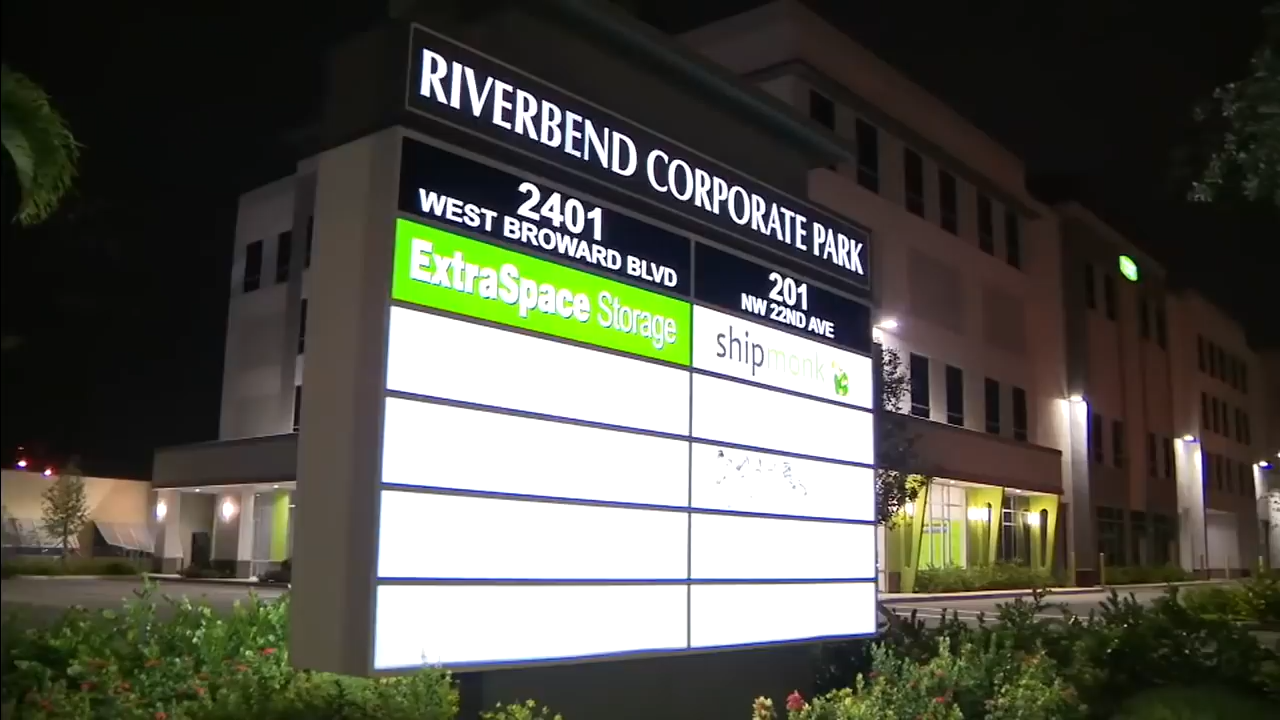 RIVERBEND CORPORATE PARK
2401
WEST BROWARD BLVD
ExtraSpace Storage
201
NW 22ND AVE
shipmonk